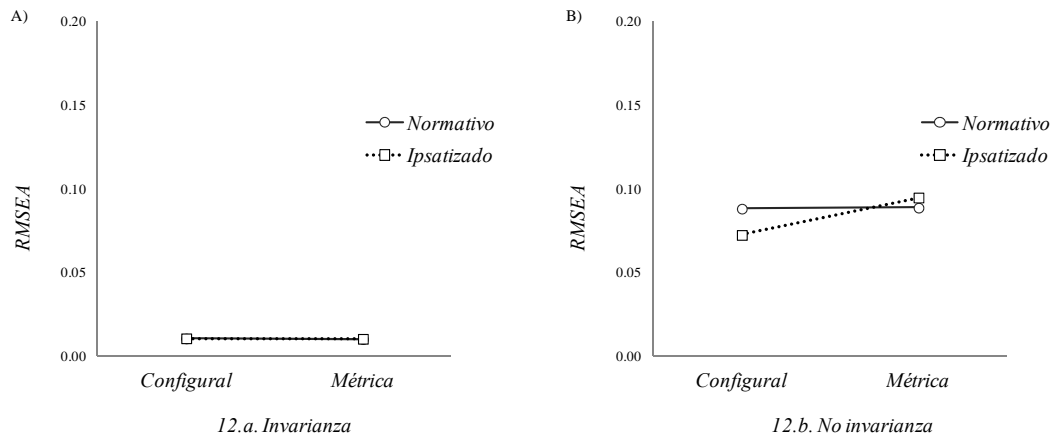 A)
0.20
0.15
0.10
0.05
0.00
RMSEA
Normativo
Ipsatizado
Configural
Métrica
12.a. Invarianza
B)
0.20
0.15
0.10
0.05
0.00
RMSEA
Normativo
Ipsatizado
Configural
Métrica
12.b. No invarianza